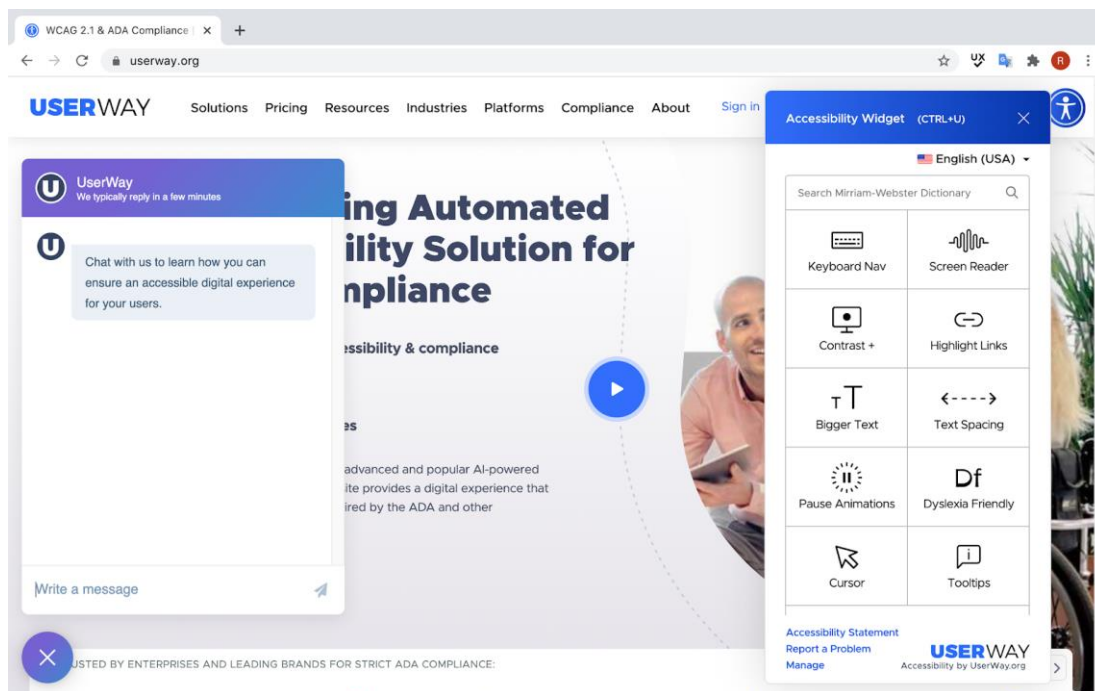 WCAG 2.1 & ADA Compliance
userway.org
UX
R
USERWAY
Solutions Pricing Resources Industries Platforms Compliance About Sign in
UserWay
We typically reply in a few minutes
Chat with us to learn how you can
ensure an accessible digital experience
for your users.
Write a message
ing Automated
ility Solution for
mpliance
essibility & compliance
es
advanced and popular AI-powered
ite provides a digital experience that
ired by the ADA and other
USTED BY ENTERPRISES AND LEADING BRANDS FOR STRICT ADA COMPLIANCE:
Accessibility Widget (CTRL+U)
English (USA)
Search Mirriam-Webster Dictionary
Keyboard Nav
Screen Reader
Contrast +
Highlight Links
TT
Bigger Text
Text Spacing
Pause Animations
Df
Dyslexia Friendly
Cursor
Tooltips
Accessibility Statement
Report a Problem
Manage
USERWAY
Accessibility by UserWay.org